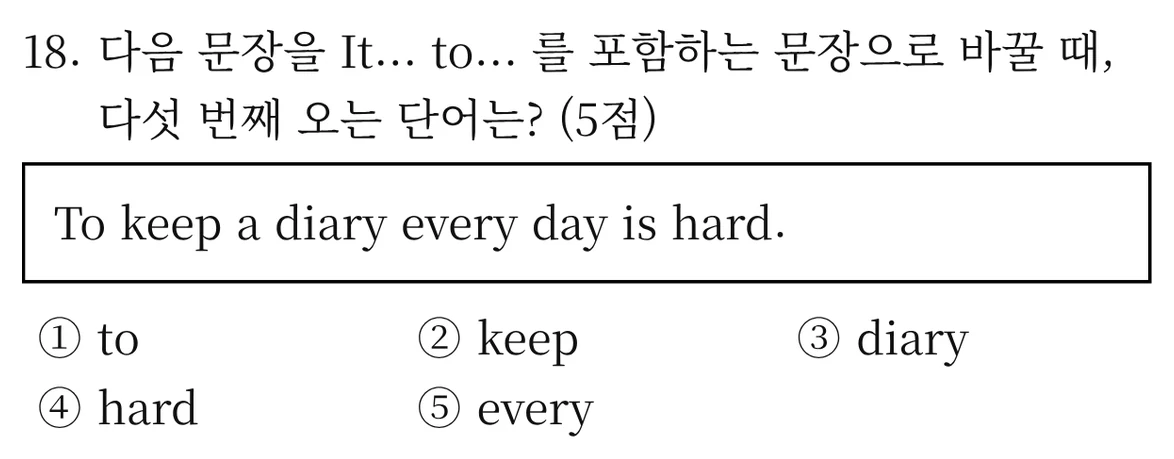 18. 다음 문장을 It... to... 를 포함하는 문장으로 바꿀 때,
다섯 번째 오는 단어는? (5점)
To keep a diary every day is hard.
① to ② keep ③ diary
④ hard ⑤ every